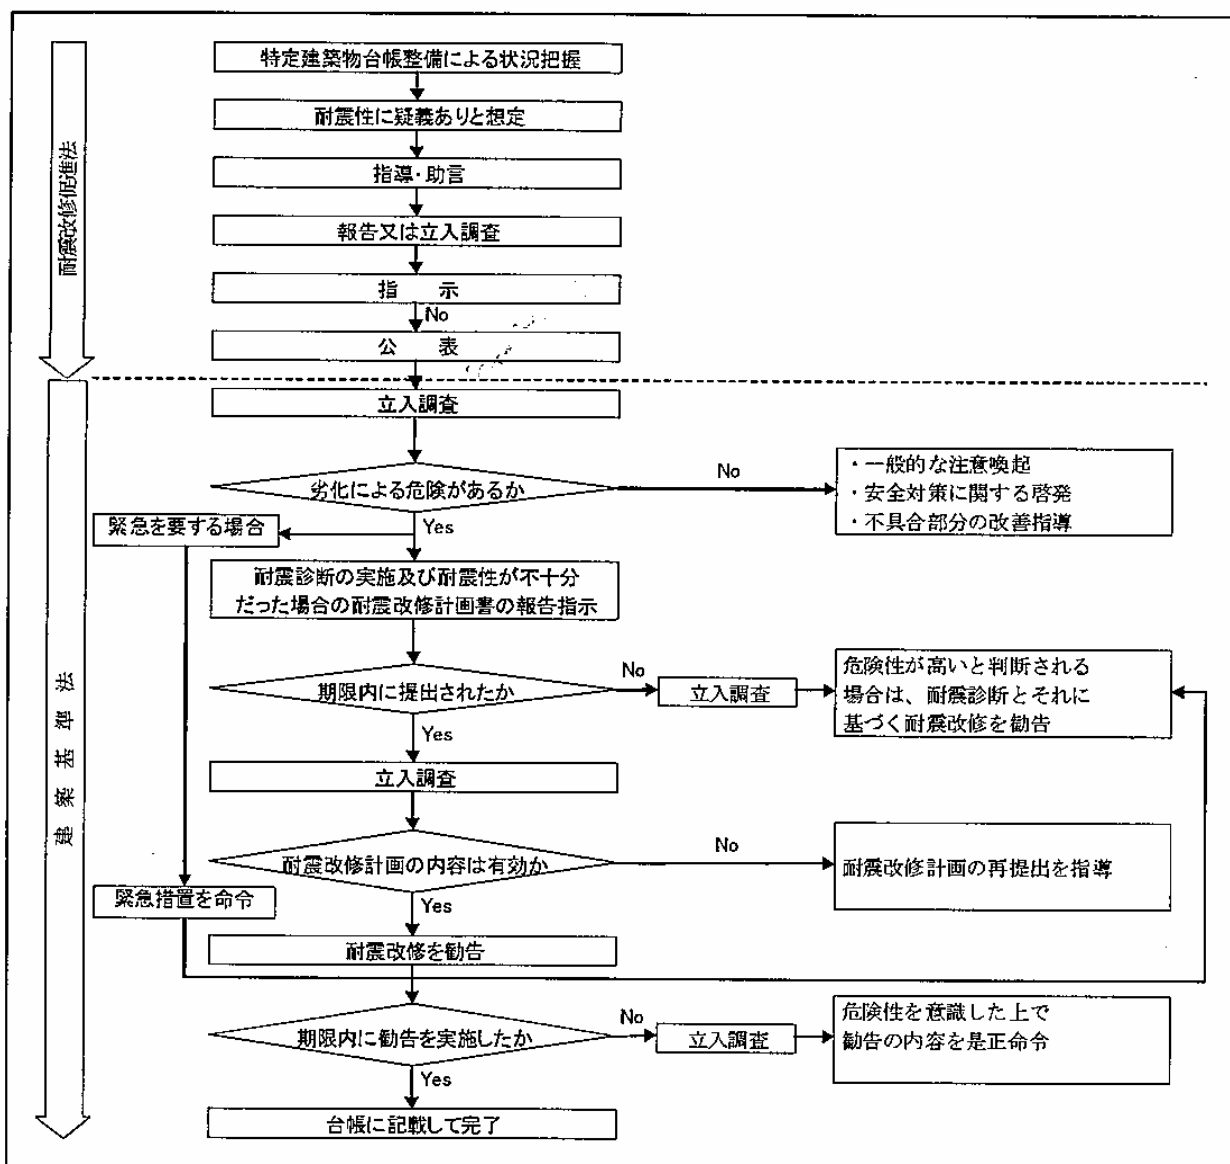 特定建築物台帳整備による状況把握
耐震性に疑義ありと想定
指導・助言
報告又は立入調査
指 示
No
公 表
耐震改修促進法
立入調査
劣化による危険があるか
No
・一般的な注意喚起
・安全対策に関する啓発
・不具合部分の改善指導
Yes
緊急を要する場合
耐震診断の実施及び耐震性が不十分
だった場合の耐震改修計画書の報告指示
期限内に提出されたか
No
立入調査
危険性が高いと判断される
場合は、耐震診断とそれに
基づく耐震改修を勧告
Yes
立入調査
建築基準法
耐震改修計画の内容は有効か
No
耐震改修計画の再提出を指導
Yes
緊急措置を命令
耐震改修を勧告
期限内に勧告を実施したか
No
立入調査
危険性を意識した上で
勧告の内容を是正命令
Yes
台帳に記載して完了